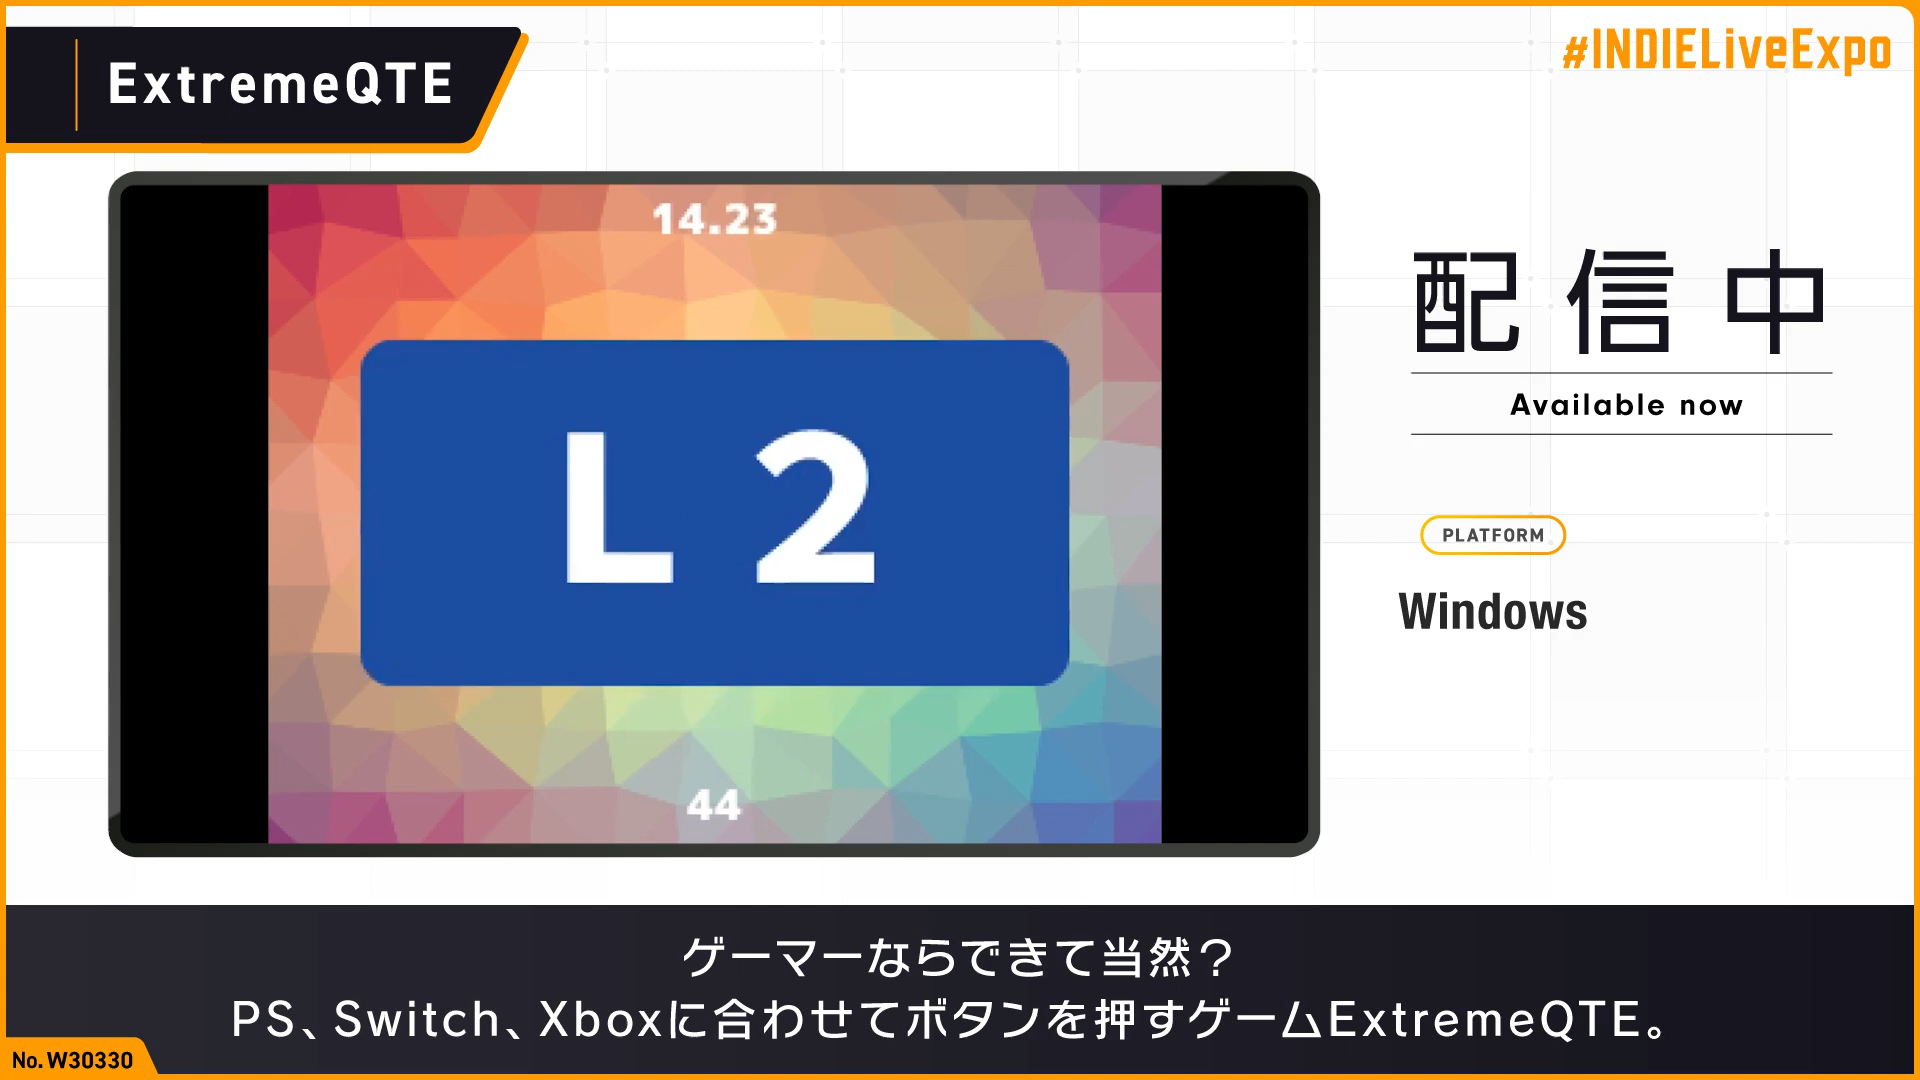 ExtremeQTE
#INDIELiveExpo
14.23
L 2
44
配信中
Available now
PLATFORM
Windows
ゲーマーならできて当然？
PS、Switch、Xboxに合わせてボタンを押すゲームExtremeQTE。
No. W30330